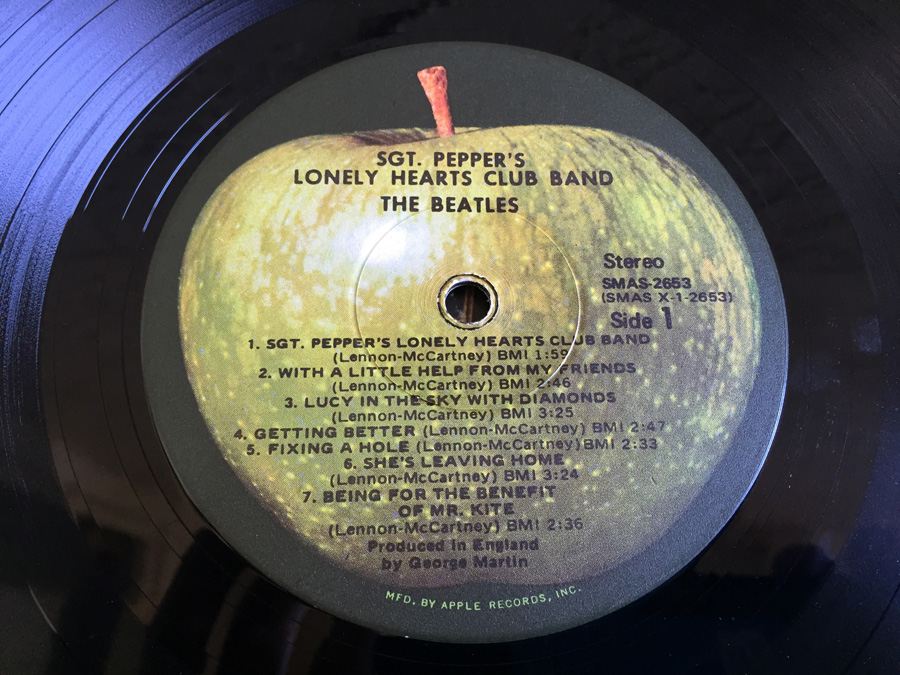 SGT. PEPPER'S
LONELY HEARTS CLUB BAND
THE BEATLES
Stereo
SMAS-2653
(SMAS X-1-2653)
Side 1
1. SGT. PEPPER'S LONELY HEARTS CLUB BAND
(Lennon-McCartney) BMI 1:59
2. WITH A LITTLE HELP FROM MY FRIENDS
(Lennon-McCartney) BMI 2:46
3. LUCY IN THE SKY WITH DIAMONDS
(Lennon-McCartney) BMI 3:25
4. GETTING BETTER (Lennon-McCartney) BMI 2:47
5. FIXING A HOLE (Lennon-McCartney) BMI 2:33
6. SHE'S LEAVING HOME
(Lennon-McCartney) BMI 3:24
7. BEING FOR THE BENEFIT
OF MR. KITE
(Lennon-McCartney) BMI 2:36
Produced in England
by George Martin
MFD. BY APPLE RECORDS, INC.